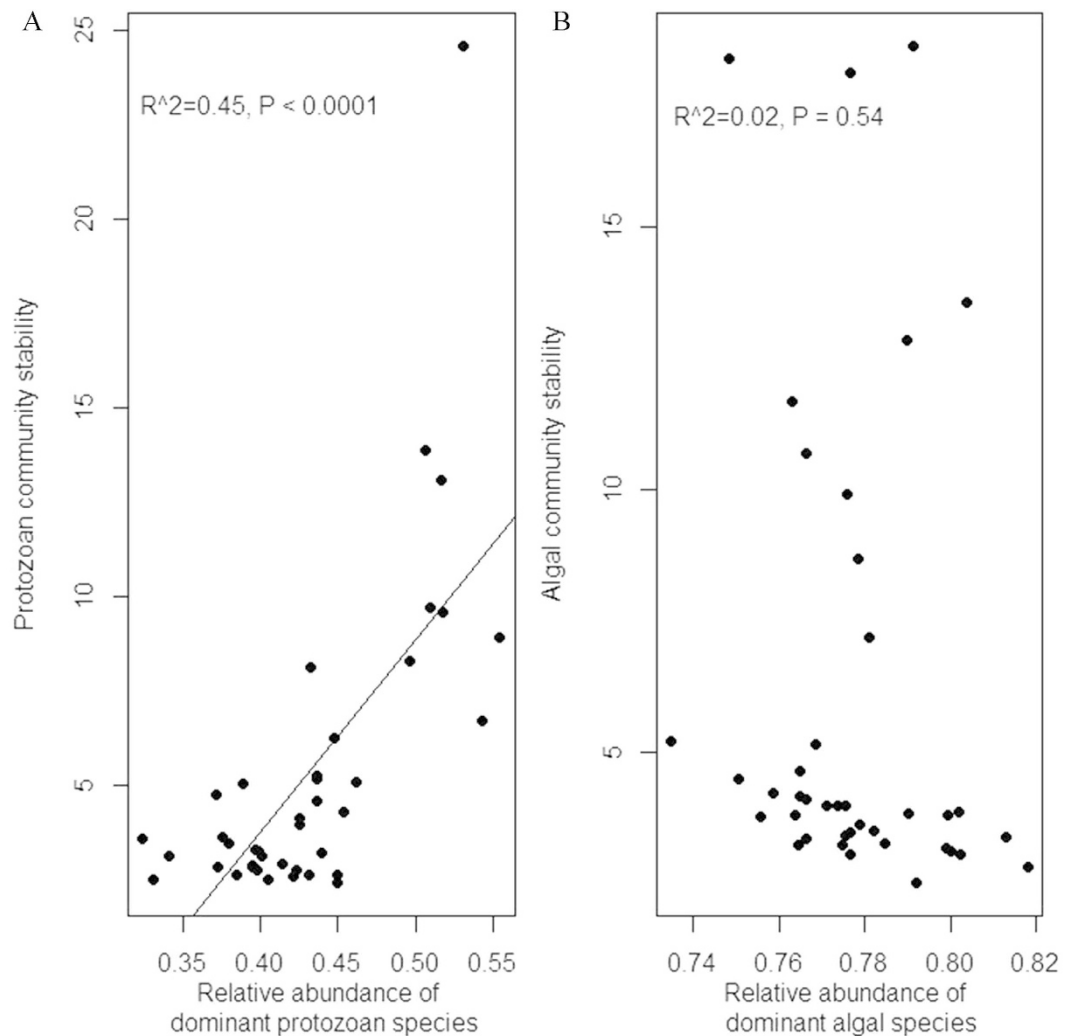 A
Protozoan community stability
25
20
15
10
5
R^2=0.45, P < 0.0001
0.35 0.40 0.45 0.50 0.55
Relative abundance of
dominant protozoan species
B
Algal community stability
15
10
5
R^2=0.02, P = 0.54
0.74 0.76 0.78 0.80 0.82
Relative abundance of
dominant algal species